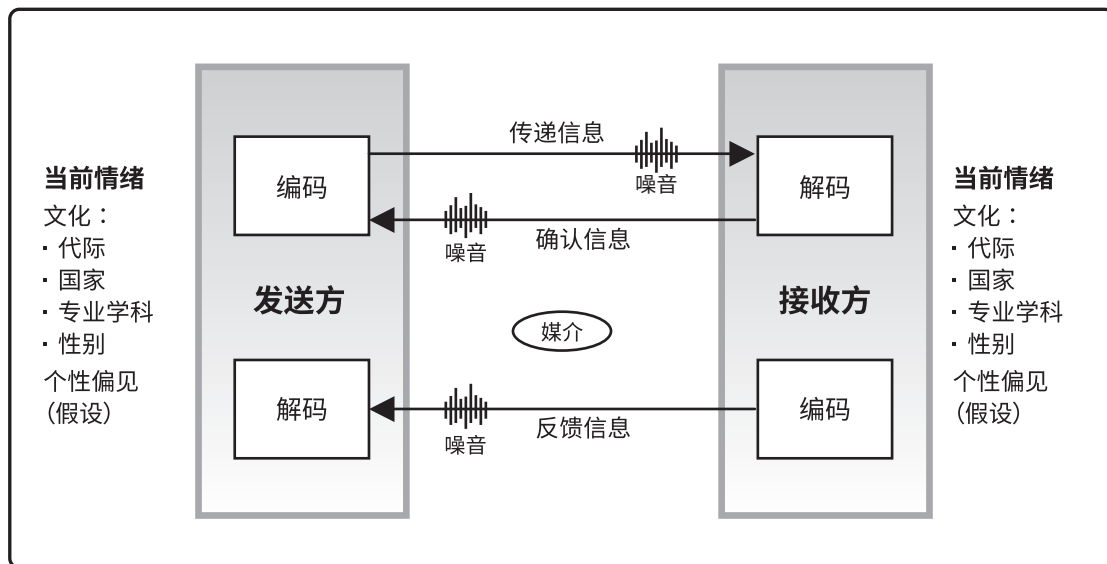 当前情绪
文化：
· 代际
· 国家
· 专业学科
· 性别
个性偏见
（假设）
编码
发送方
解码
传递信息
噪音
噪音
确认信息
媒介
噪音
反馈信息
解码
接收方
编码
当前情绪
文化：
· 代际
· 国家
· 专业学科
· 性别
个性偏见
（假设）